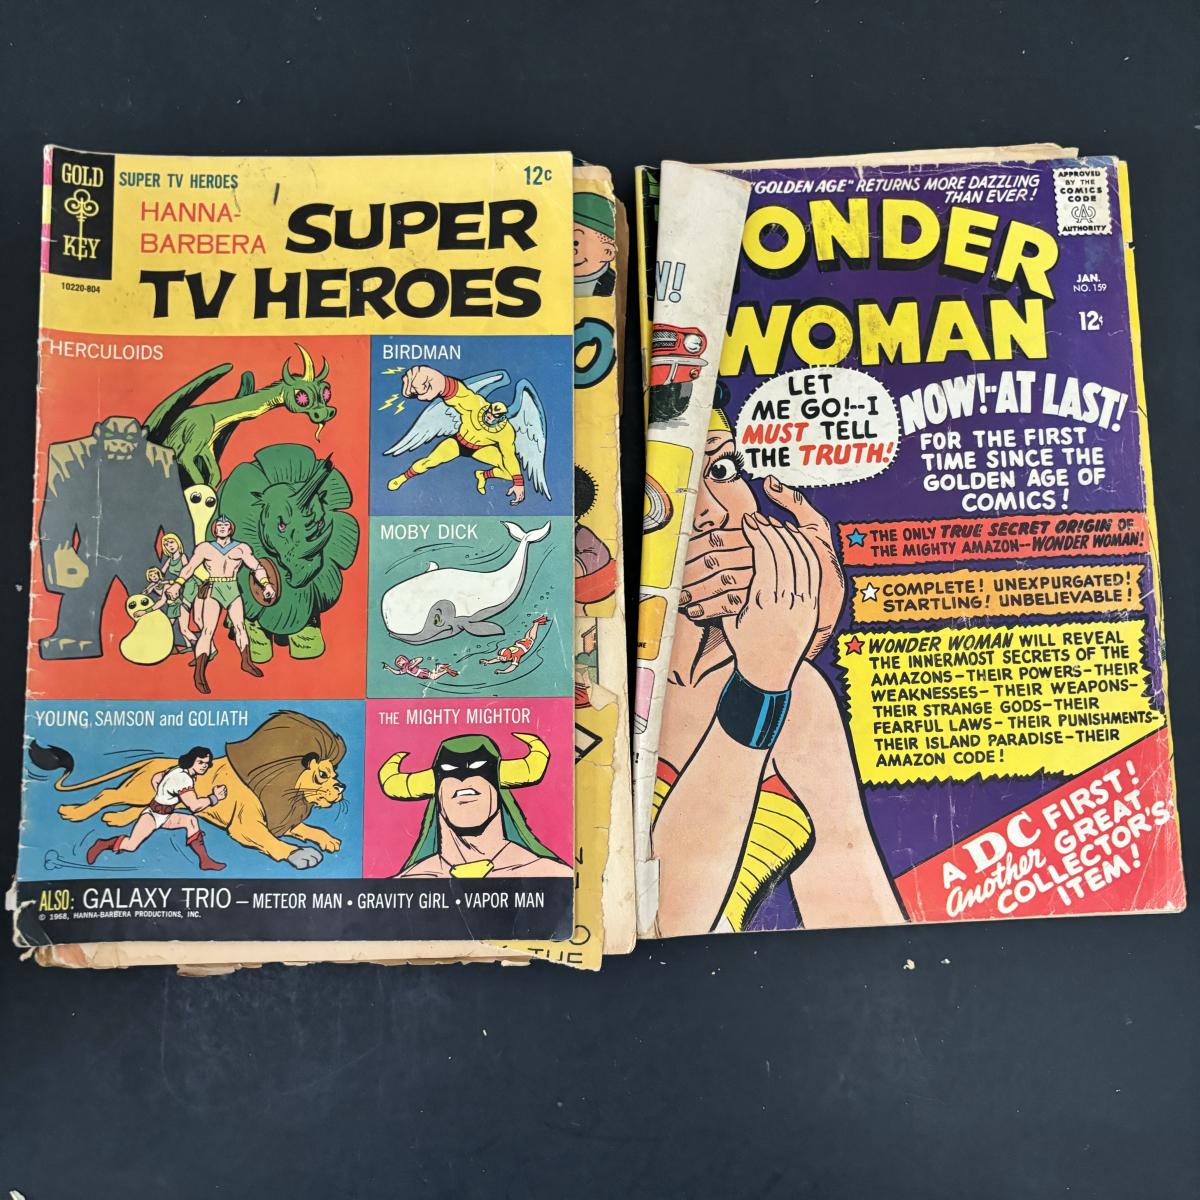 GOLD
KEY
10220-804
SUPER TV HEROES
12¢
HANNA-
BARBERA
SUPER
TV HEROES
HERCULOIDS
BIRDMAN
MOBY DICK
YOUNG SAMSON and GOLIATH
THE MIGHTY MIGHTOR
ALSO: GALAXY TRIO – METEOR MAN • GRAVITY GIRL • VAPOR MAN
© 1968, HANNA-BARBERA PRODUCTIONS, INC.
THE
"GOLDEN AGE" RETURNS MORE DAZZLING
THAN EVER!
APPROVED
BY THE
COMICS
CODE
CA
AUTHORITY
ONDER
WOMAN
JAN.
NO. 159
12¢
LET
ME GO!--I
MUST TELL
THE TRUTH!
NOW!-AT LAST!
FOR THE FIRST
TIME SINCE THE
GOLDEN AGE OF
COMICS!
THE ONLY TRUE SECRET ORIGIN OF
THE MIGHTY AMAZON--WONDER WOMAN!
COMPLETE! UNEXPURGATED!
STARTLING! UNBELIEVABLE!
WONDER WOMAN WILL REVEAL
THE INNERMOST SECRETS OF THE
AMAZONS–THEIR POWERS–THEIR
WEAKNESSES–THEIR WEAPONS–
THEIR STRANGE GODS–THEIR
FEARFUL LAWS–THEIR PUNISHMENTS–
THEIR ISLAND PARADISE–THEIR
AMAZON CODE!
A DC FIRST!
Another GREAT
COLLECTOR'S
ITEM!